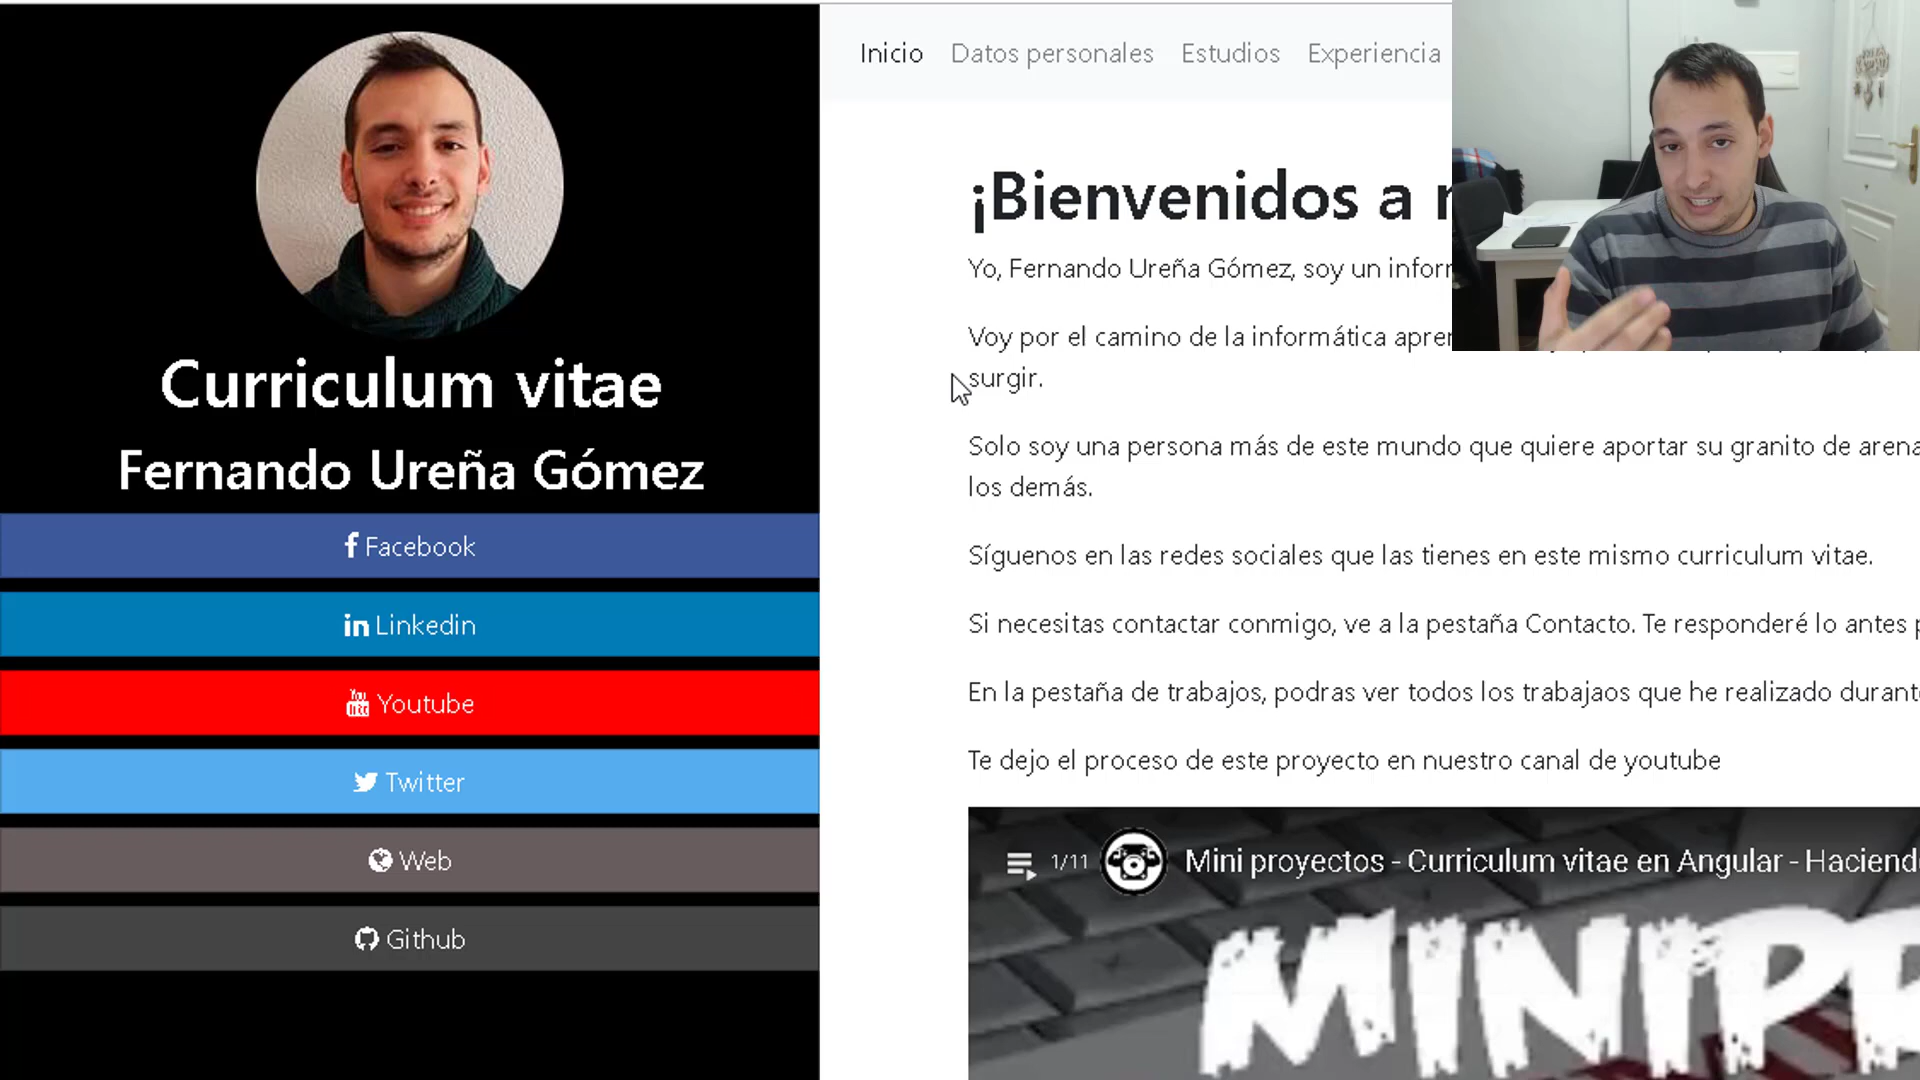 Curriculum vitae
Fernando Ureña Gómez
Facebook
Linkedin
Youtube
Twitter
Web
Github
Inicio Datos personales Estudios Experiencia
¡Bienvenidos a
Yo, Fernando Ureña Gómez, soy un
Voy por el camino de la informática
surgir.
Solo soy una persona más de este mundo que quiere aportar su granito de arena
los demás.
Síguenos en las redes sociales que las tienes en este mismo curriculum vitae.
Si necesitas contactar conmigo, ve a la pestaña Contacto. Te responderé lo antes
En la pestaña de trabajos, podras ver todos los trabajaos que he realizado
Te dejo el proceso de este proyecto en nuestro canal de youtube
1/11 Mini proyectos - Curriculum vitae en Angular -